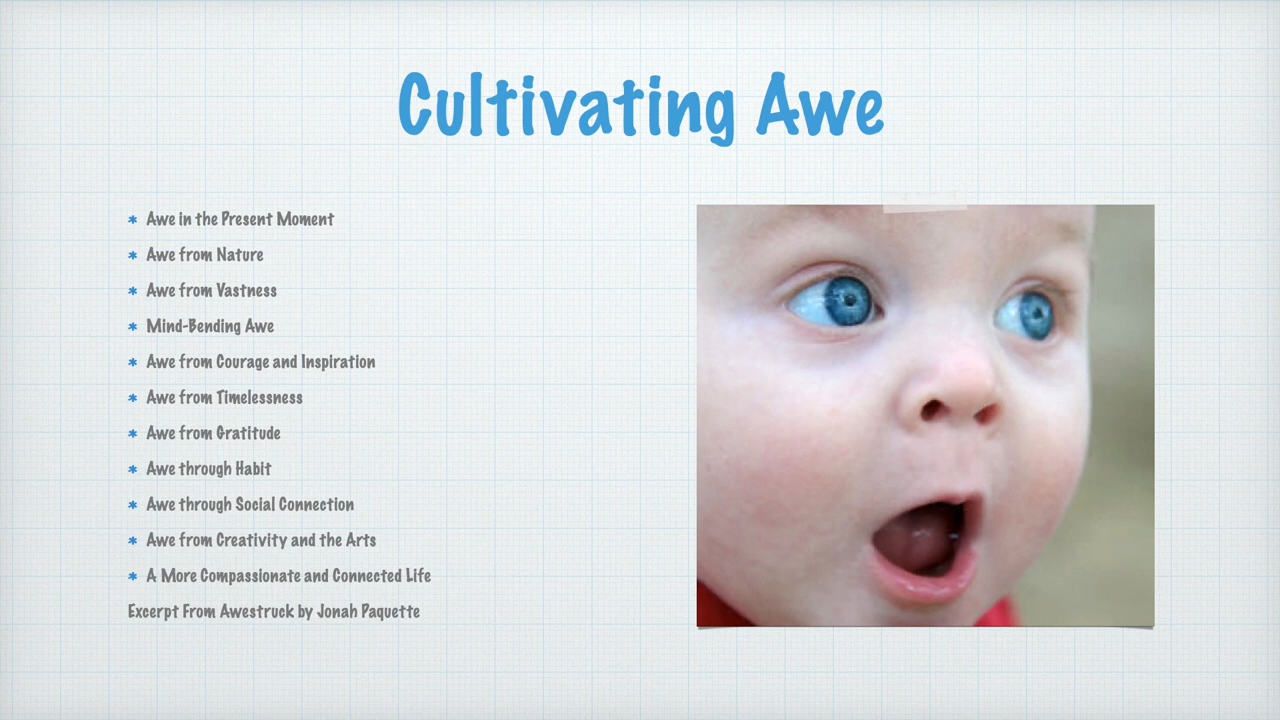 Cultivating Awe
* Awe in the Present Moment
* Awe from Nature
* Awe from Vastness
* Mind-Bending Awe
* Awe from Courage and Inspiration
* Awe from Timelessness
* Awe from Gratitude
* Awe through Habit
* Awe through Social Connection
* Awe from Creativity and the Arts
* A More Compassionate and Connected Life
Excerpt From Awestruck by Jonah Paquette